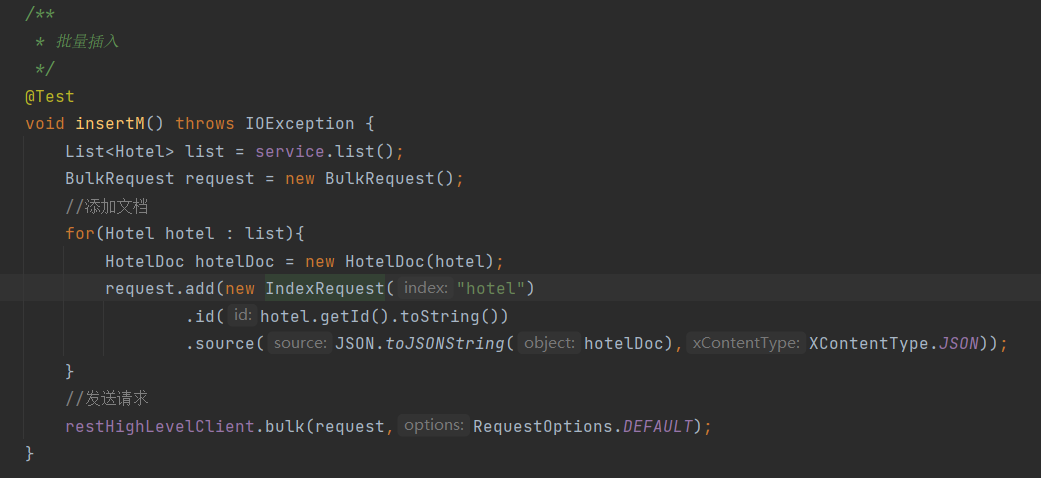 /**
 * 批量插入
 */
@Test
void insertM() throws IOException {
    List<Hotel> list = service.list();
    BulkRequest request = new BulkRequest();
    //添加文档
    for(Hotel hotel : list){
        HotelDoc hotelDoc = new HotelDoc(hotel);
        request.add(new IndexRequest( index: "hotel")
                .id( id: hotel.getId().toString())
                .source( source: JSON.toJSONString( object: hotelDoc), xContentType: XContentType.JSON));
    }
    //发送请求
    restHighLevelClient.bulk(request, options: RequestOptions.DEFAULT);
}